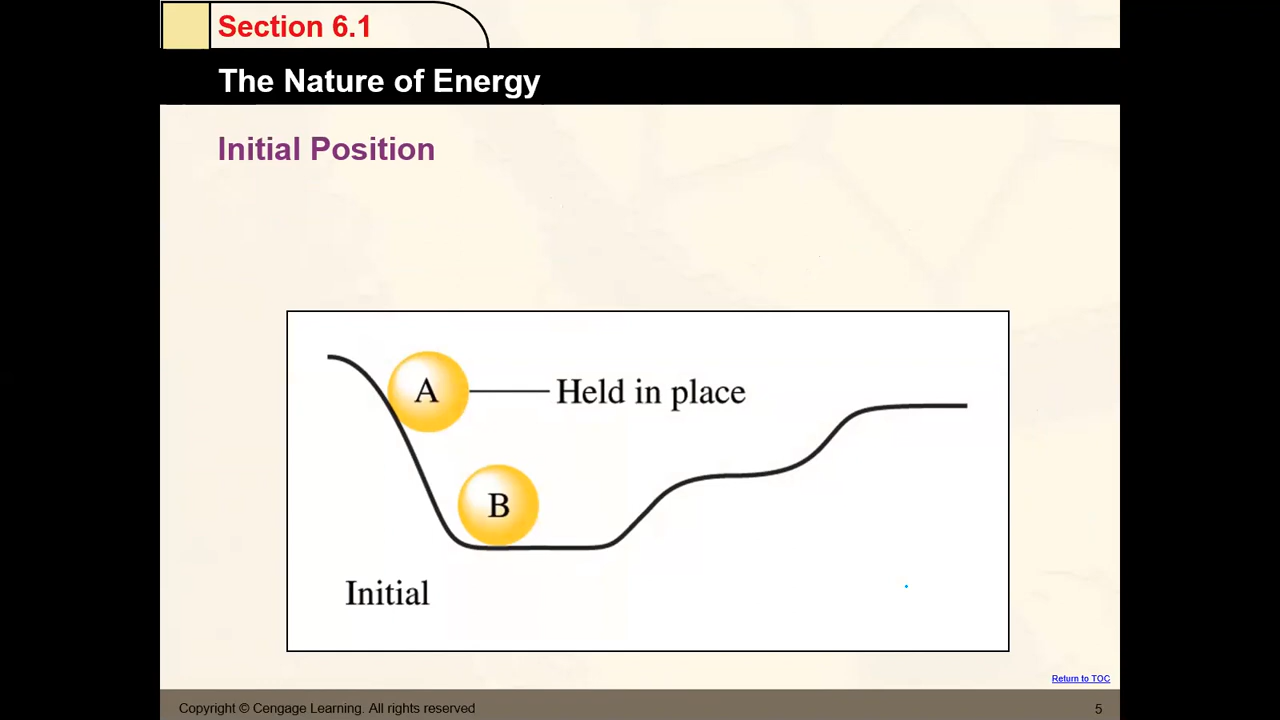 Section 6.1
The Nature of Energy
Initial Position
A
Held in place
B
Initial
Return to TOC
Copyright © Cengage Learning. All rights reserved
5